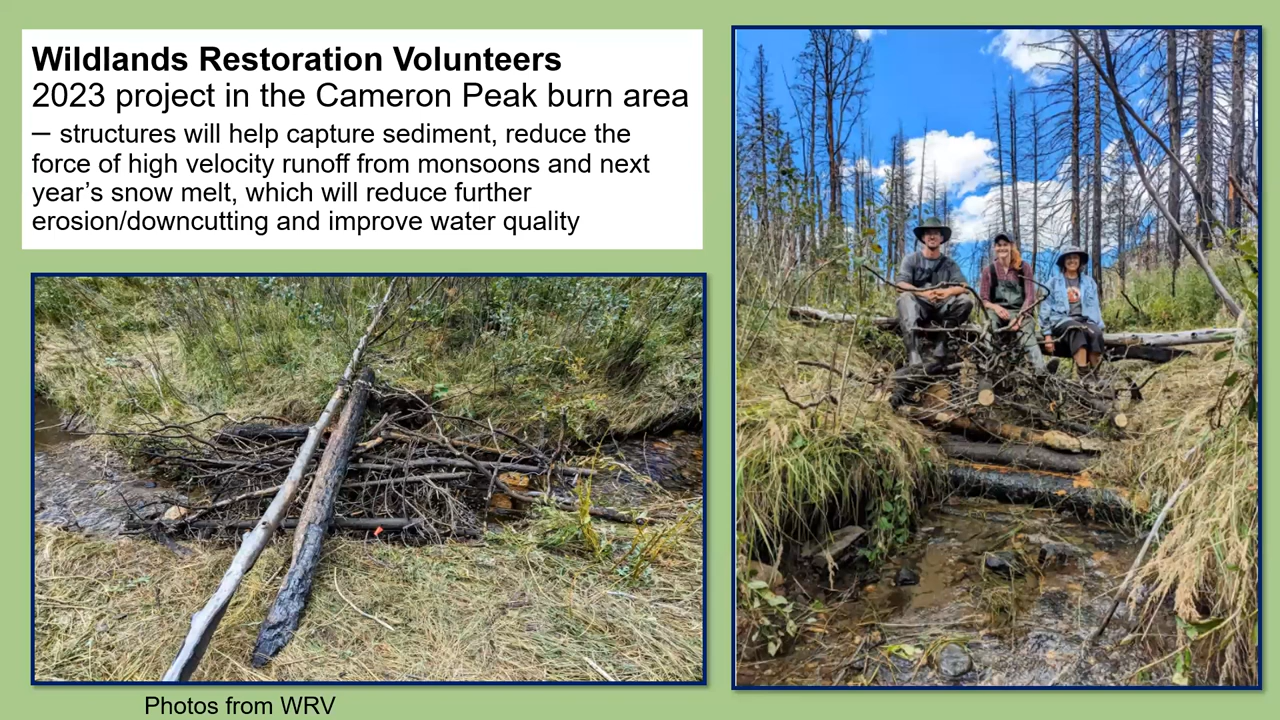 Wildlands Restoration Volunteers
2023 project in the Cameron Peak burn area
– structures will help capture sediment, reduce the
force of high velocity runoff from monsoons and next
year’s snow melt, which will reduce further
erosion/downcutting and improve water quality
Photos from WRV